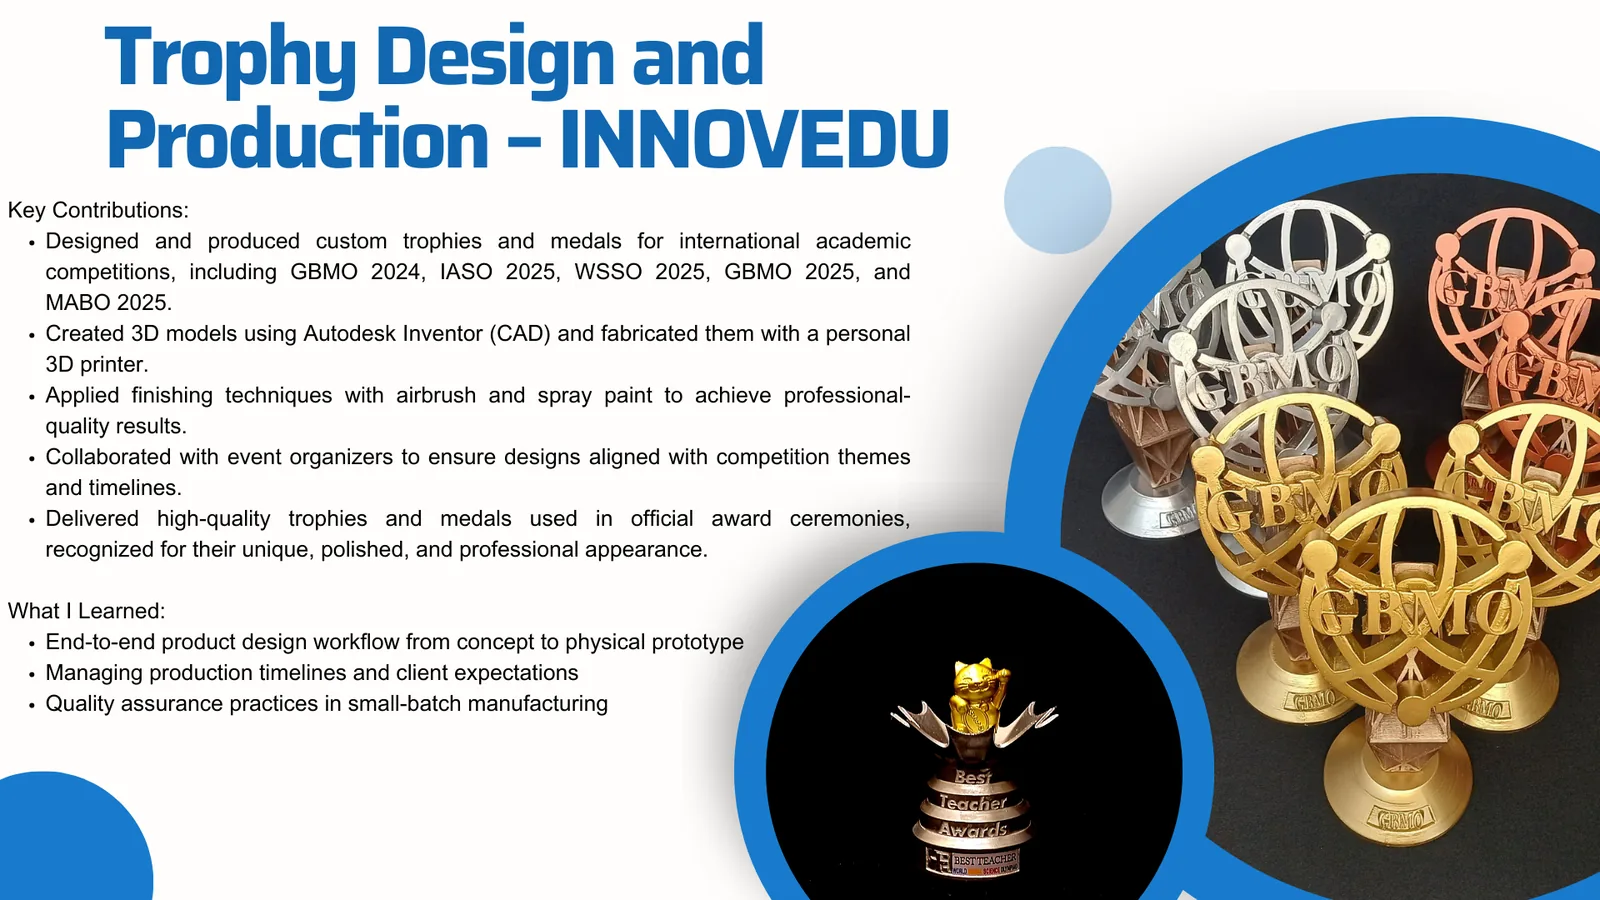 Trophy Design and
Production – INNOVEDU
Key Contributions:
• Designed and produced custom trophies and medals for international academic
competitions, including GBMO 2024, IASO 2025, WSSO 2025, GBMO 2025, and
MABO 2025.
• Created 3D models using Autodesk Inventor (CAD) and fabricated them with a personal
3D printer.
• Applied finishing techniques with airbrush and spray paint to achieve professional-
quality results.
• Collaborated with event organizers to ensure designs aligned with competition themes
and timelines.
• Delivered high-quality trophies and medals used in official award ceremonies,
recognized for their unique, polished, and professional appearance.
What I Learned:
• End-to-end product design workflow from concept to physical prototype
• Managing production timelines and client expectations
• Quality assurance practices in small-batch manufacturing
GBMO
GBMO
GBMO
GBMO
GBMO
GBMO
GBMO
GBMO
Best
Teacher
Awards
BEST TEACHER